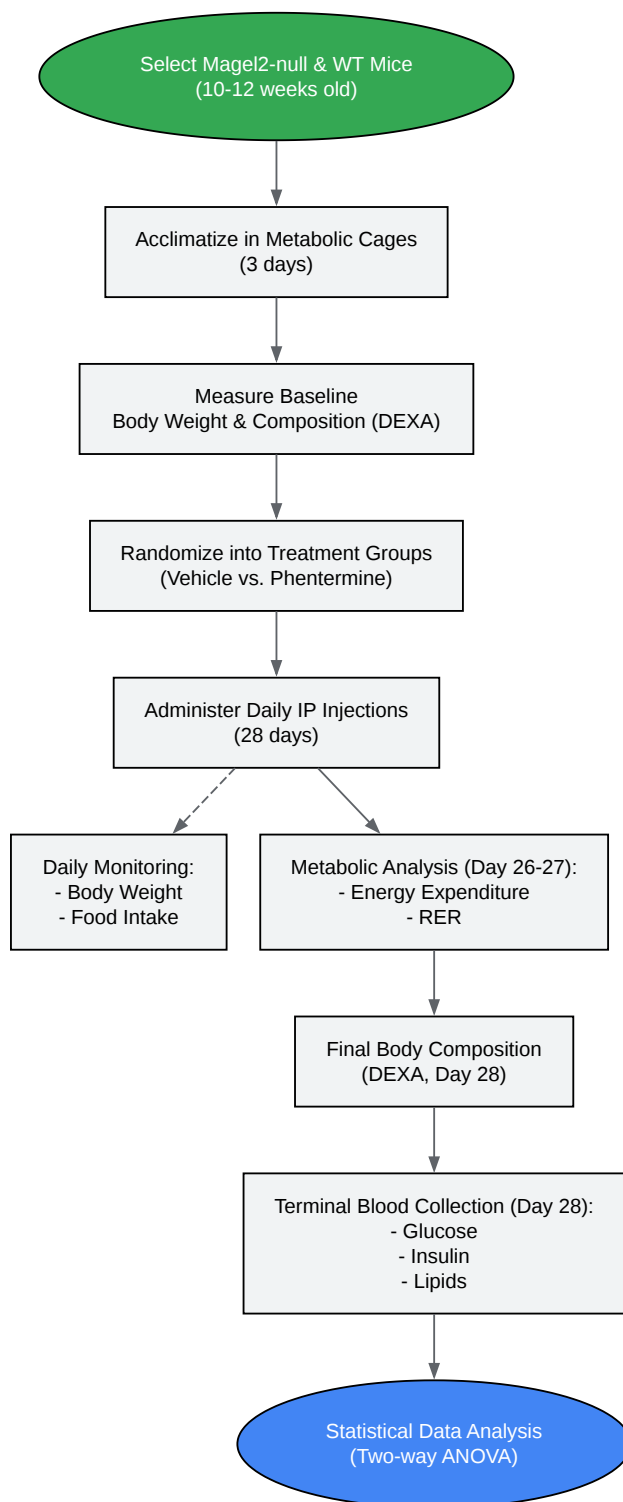 Select Magel2-null & WT Mice
(10-12 weeks old)
Acclimatize in Metabolic Cages
(3 days)
Measure Baseline
Body Weight & Composition (DEXA)
Randomize into Treatment Groups
(Vehicle vs. Phentermine)
Administer Daily IP Injections
(28 days)
Daily Monitoring:
- Body Weight
- Food Intake
Metabolic Analysis (Day 26-27):
- Energy Expenditure
- RER
Final Body Composition
(DEXA, Day 28)
Terminal Blood Collection (Day 28):
- Glucose
- Insulin
- Lipids
Statistical Data Analysis
(Two-way ANOVA)